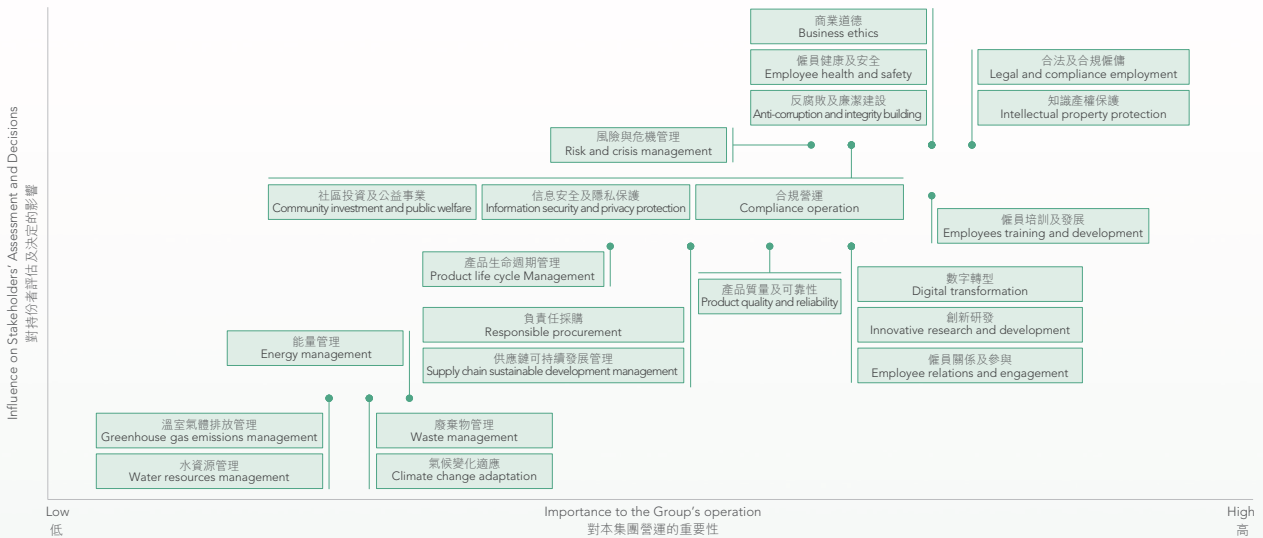 商業道德
Business ethics
僱員健康及安全
Employee health and safety
反腐敗及廉潔建設
Anti-corruption and integrity building
合法及合規僱傭
Legal and compliance employment
知識產權保護
Intellectual property protection
風險與危機管理
Risk and crisis management
社區投資及公益事業
Community investment and public welfare
信息安全及隱私保護
Information security and privacy protection
合規營運
Compliance operation
僱員培訓及發展
Employees training and development
產品生命週期管理
Product life cycle Management
產品質量及可靠性
Product quality and reliability
數字轉型
Digital transformation
創新研發
Innovative research and development
僱員關係及參與
Employee relations and engagement
負責任採購
Responsible procurement
供應鏈可持續發展管理
Supply chain sustainable development management
能量管理
Energy management
溫室氣體排放管理
Greenhouse gas emissions management
水資源管理
Water resources management
廢棄物管理
Waste management
氣候變化適應
Climate change adaptation
Influence on Stakeholders' Assessment and Decisions
對持份者評估及決定的影響
Low
低
Importance to the Group's operation
對本集團營運的重要性
High
高